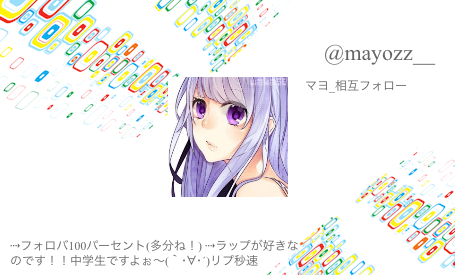 @mayozz__
マヨ_相互フォロー
⇢フォロバ100パーセント(多分ね！) ⇢ラップが好きな
のです！！中学生ですよぉ〜(｀･∀･´)リプ秒速